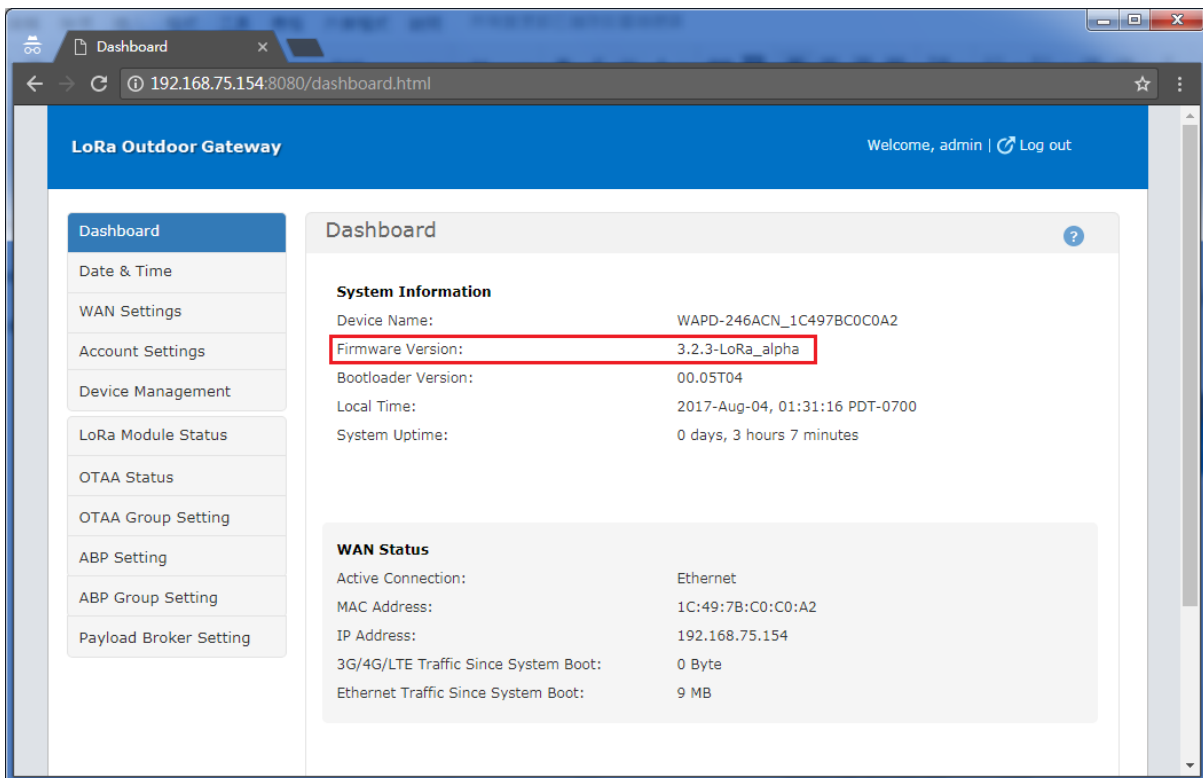 Dashboard
192.168.75.154:8080/dashboard.html
LoRa Outdoor Gateway
Welcome, admin | Log out
Dashboard
Date & Time
WAN Settings
Account Settings
Device Management
LoRa Module Status
OTAA Status
OTAA Group Setting
ABP Setting
ABP Group Setting
Payload Broker Setting
Dashboard
?
System Information
Device Name: WAPD-246ACN_1C497BC0C0A2
Firmware Version: 3.2.3-LoRa_alpha
Bootloader Version: 00.05T04
Local Time: 2017-Aug-04, 01:31:16 PDT-0700
System Uptime: 0 days, 3 hours 7 minutes
WAN Status
Active Connection: Ethernet
MAC Address: 1C:49:7B:C0:C0:A2
IP Address: 192.168.75.154
3G/4G/LTE Traffic Since System Boot: 0 Byte
Ethernet Traffic Since System Boot: 9 MB